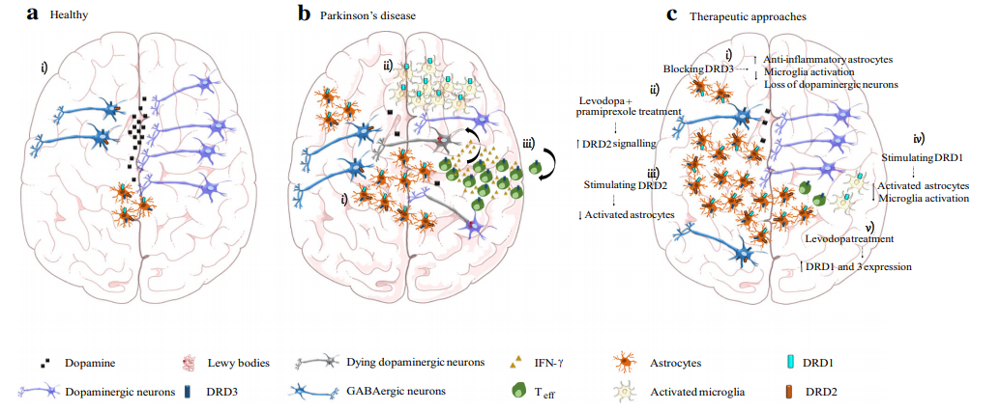 a Healthy
b Parkinson's disease
c Therapeutic approaches
i)
ii)
iii)
i)
i)
Blocking DRD3
↑ Anti-inflammatory astrocytes
Microglia activation
↓
Loss of dopaminergic neurons
ii)
Levodopa +
pramiprexole treatment
↓
↑ DRD2 signalling
iii)
Stimulating DRD2
↓
↓ Activated astrocytes
iv)
Stimulating DRD1
↓
Activated astrocytes
↓ Microglia activation
v)
Levodopatreatment
↑ DRD1 and 3 expression
Dopamine
Lewy bodies
Dying dopaminergic neurons
IFN-γ
Astrocytes
DRD1
Dopaminergic neurons
DRD3
GABAergic neurons
Teff
Activated microglia
DRD2